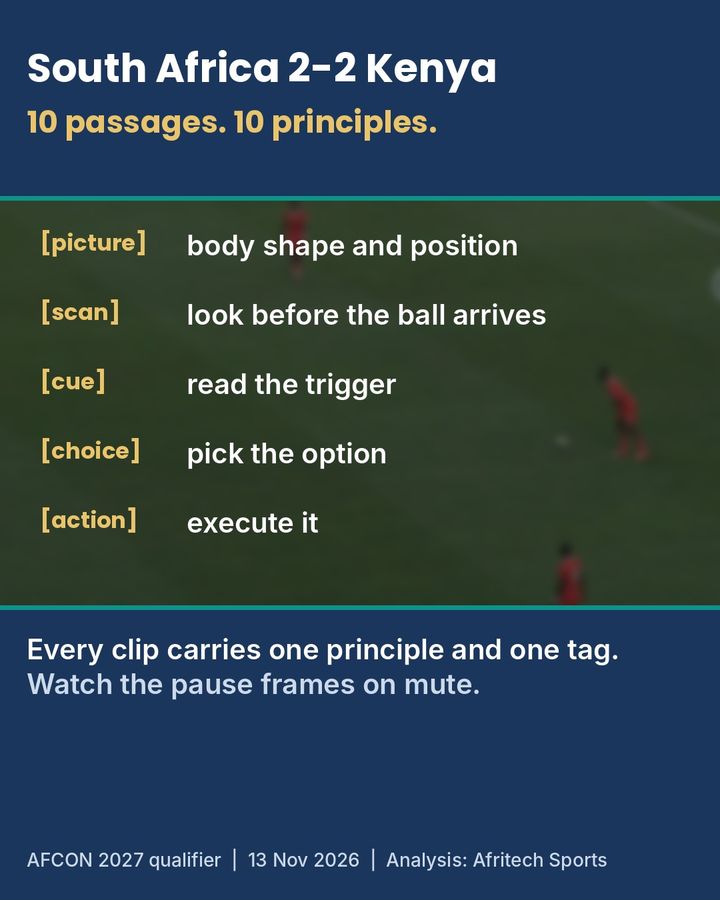 South Africa 2-2 Kenya
10 passages. 10 principles.
[picture] body shape and position
[scan] look before the ball arrives
[cue] read the trigger
[choice] pick the option
[action] execute it
Every clip carries one principle and one tag.
Watch the pause frames on mute.
AFCON 2027 qualifier | 13 Nov 2026 | Analysis: Afritech Sports